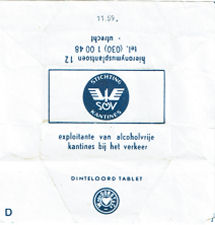 11.59.
hieronymusplantsoen 12
tel. (030) 1 00 48
utrecht
STICHTING
SOV
KANTINES
exploitante van alcoholvrije
kantines bij het verkeer
DINTELOORD TABLET
D